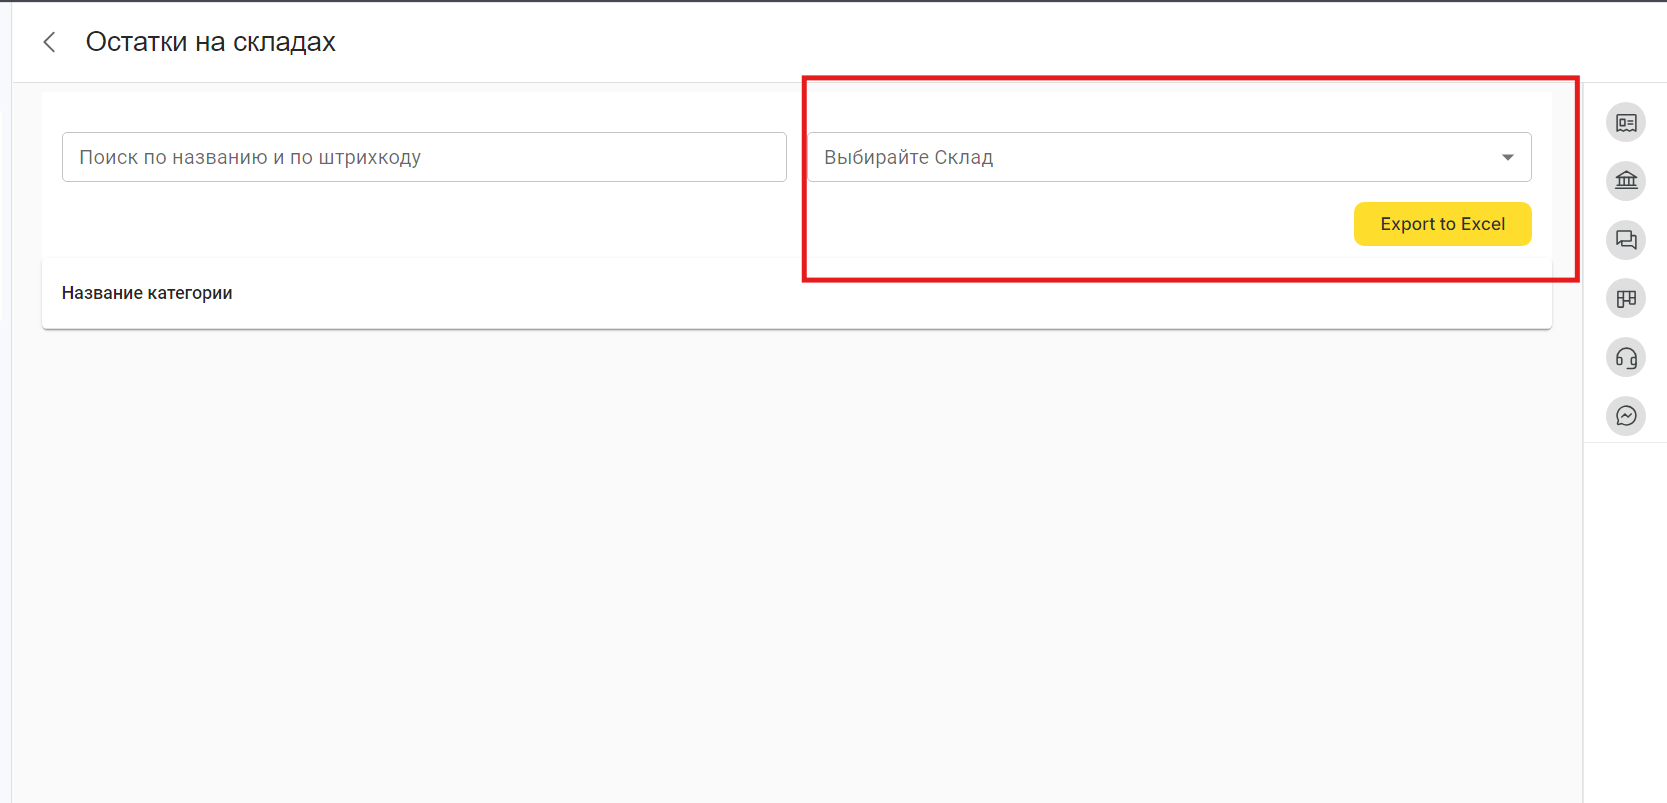 Остатки на складах
Поиск по названию и по штрихкоду
Выбирайте Склад
Export to Excel
Название категории